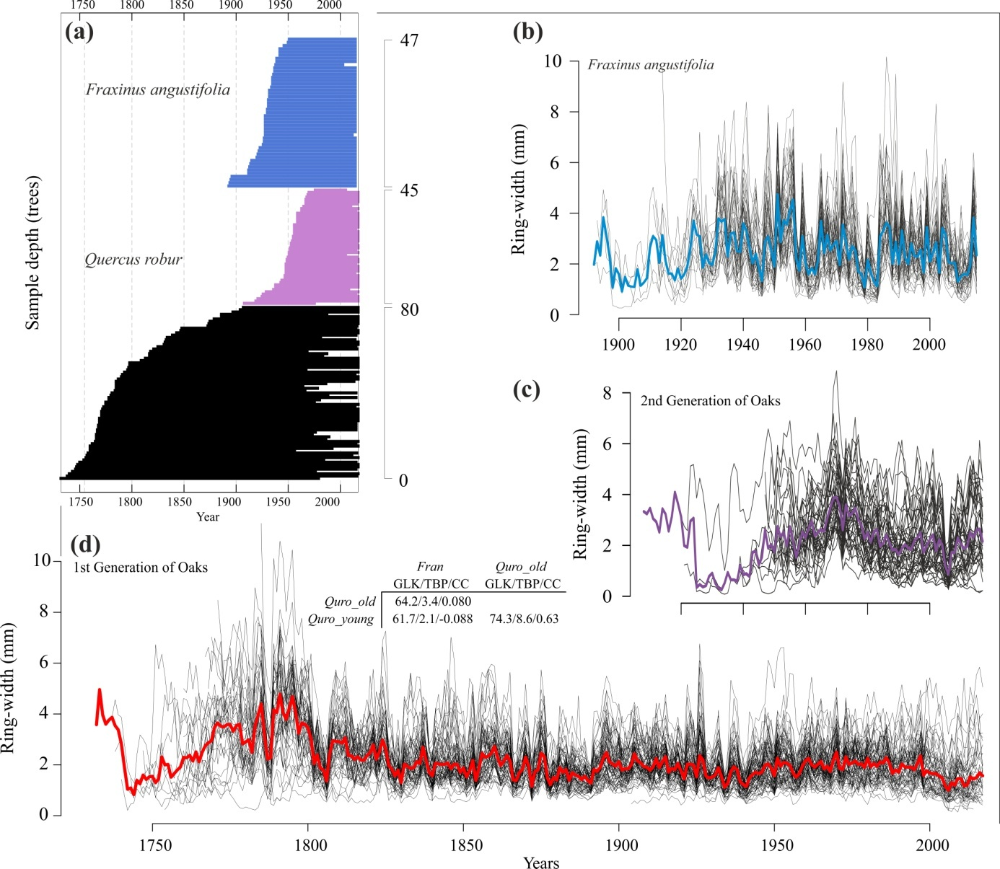 1750 1800 1850 1900 1950 2000
(a)
Fraxinus angustifolia
Quercus robur
Sample depth (trees)
47
45
80
0
1750 1800 1850 1900 1950 2000
Year
(b)
Fraxinus angustifolia
Ring-width (mm)
10
8
6
4
2
0
1900 1920 1940 1960 1980 2000
(c)
2nd Generation of Oaks
Ring-width (mm)
8
6
4
2
0
(d)
1st Generation of Oaks
Ring-width (mm)
10
8
6
4
2
0
Fran Quro_old
GLK/TBP/CC GLK/TBP/CC
Quro_old 64.2/3.4/0.080
Quro_young 61.7/2.1/-0.088 74.3/8.6/0.63
1750 1800 1850 1900 1950 2000
Years